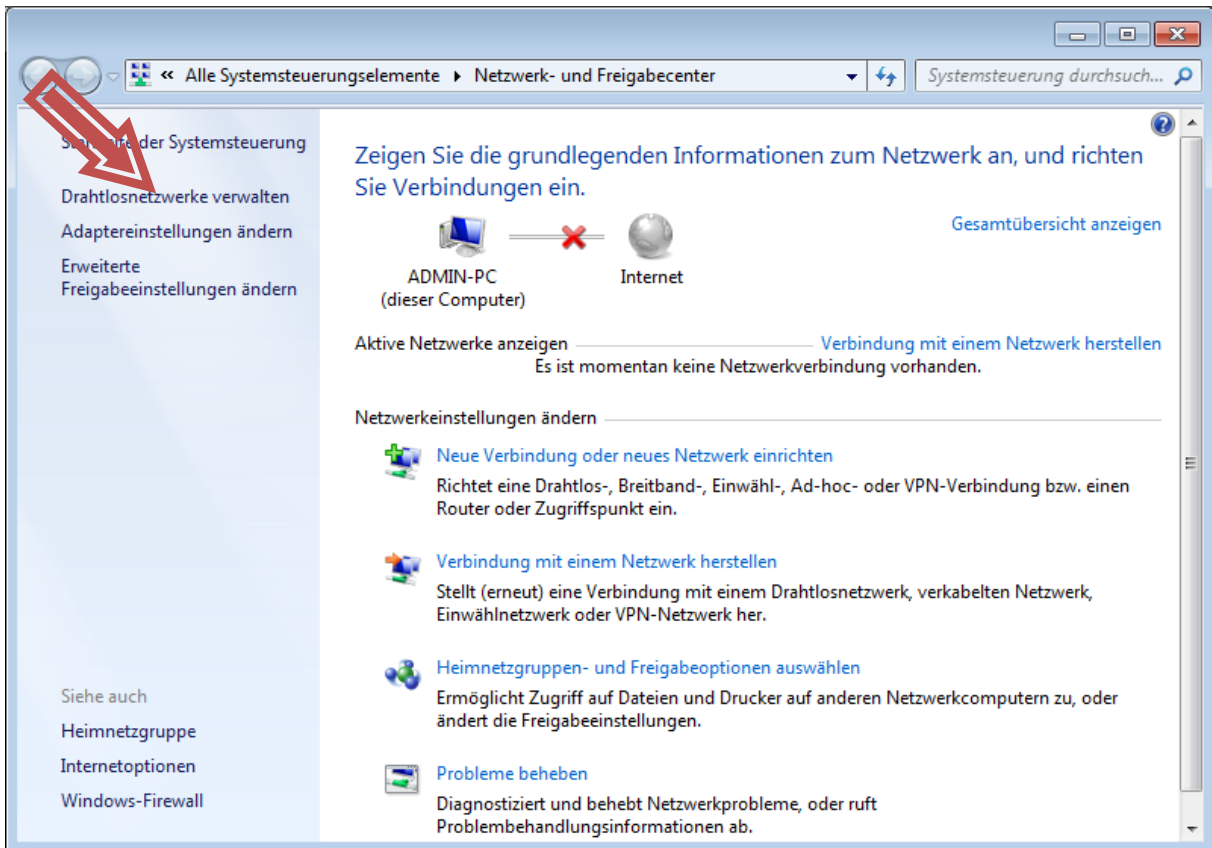 « Alle Systemsteuerungselemente ▸ Netzwerk- und Freigabecenter
Systemsteuerung durchsuch...
der Systemsteuerung
Drahtlosnetzwerke verwalten
Adaptereinstellungen ändern
Erweiterte
Freigabeeinstellungen ändern
Siehe auch
Heimnetzgruppe
Internetoptionen
Windows-Firewall
Zeigen Sie die grundlegenden Informationen zum Netzwerk an, und richten
Sie Verbindungen ein.
Gesamtübersicht anzeigen
ADMIN-PC
(dieser Computer)
Internet
Aktive Netzwerke anzeigen
Verbindung mit einem Netzwerk herstellen
Es ist momentan keine Netzwerkverbindung vorhanden.
Netzwerkeinstellungen ändern
Neue Verbindung oder neues Netzwerk einrichten
Richtet eine Drahtlos-, Breitband-, Einwähl-, Ad-hoc- oder VPN-Verbindung bzw. einen
Router oder Zugriffspunkt ein.
Verbindung mit einem Netzwerk herstellen
Stellt (erneut) eine Verbindung mit einem Drahtlosnetzwerk, verkabelten Netzwerk,
Einwählnetzwerk oder VPN-Netzwerk her.
Heimnetzgruppen- und Freigabeoptionen auswählen
Ermöglicht Zugriff auf Dateien und Drucker auf anderen Netzwerkcomputern zu, oder
ändert die Freigabeeinstellungen.
Probleme beheben
Diagnostiziert und behebt Netzwerkprobleme, oder ruft
Problembehandlungsinformationen ab.